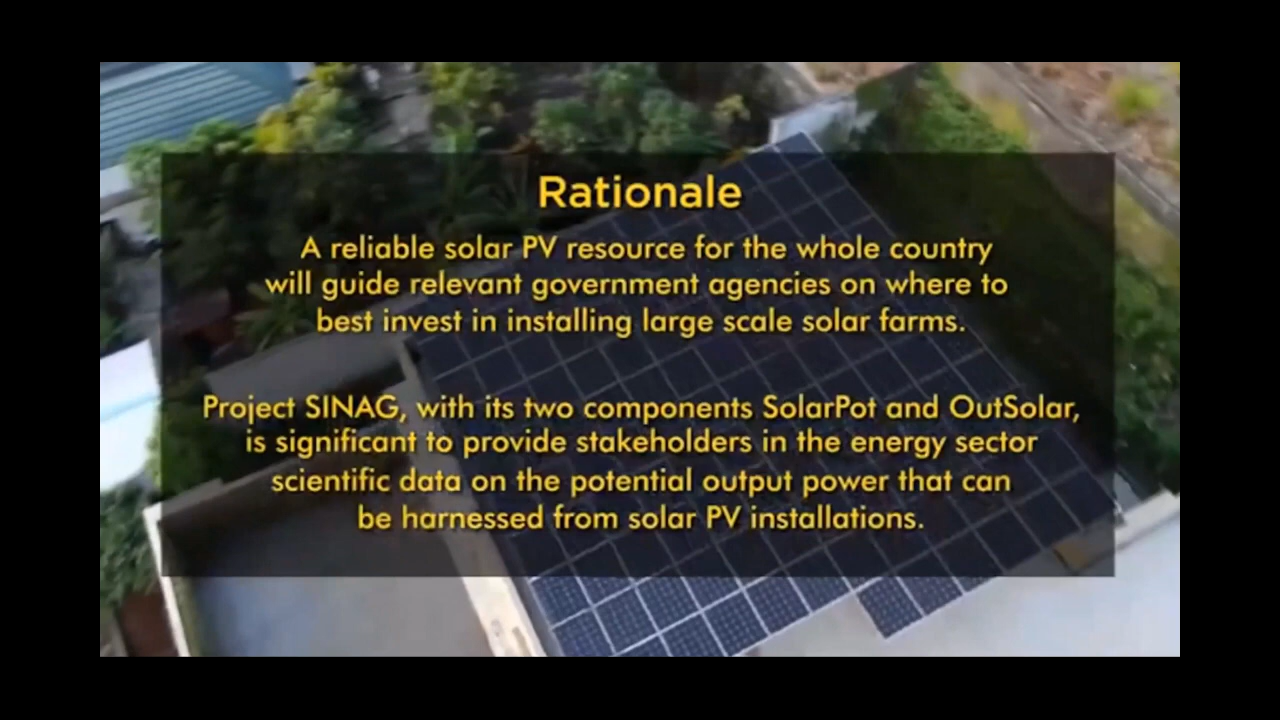 Rationale
A reliable solar PV resource for the whole country
will guide relevant government agencies on where to
best invest in installing large scale solar farms.
Project SINAG, with its two components SolarPot and OutSolar,
is significant to provide stakeholders in the energy sector
scientific data on the potential output power that can
be harnessed from solar PV installations.